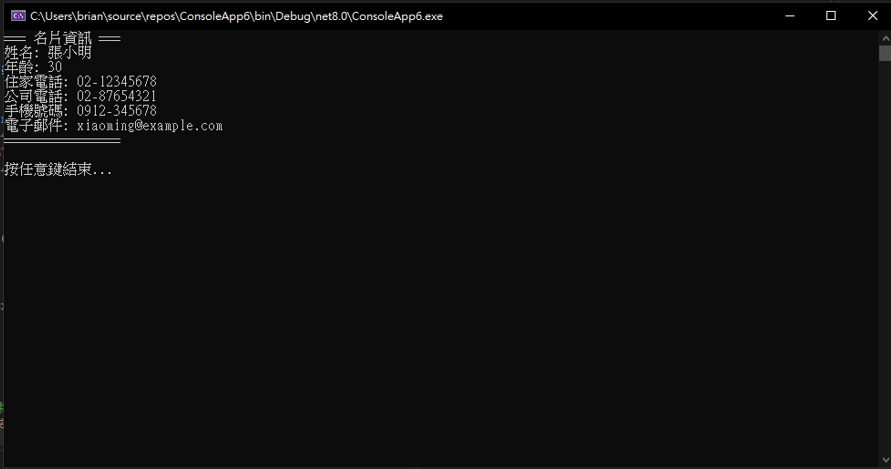 C:\Users\brian\source\repos\ConsoleApp6\bin\Debug\net8.0\ConsoleApp6.exe
=== 名片資訊 ===
姓名: 張小明
年齡: 30
住家電話: 02-12345678
公司電話: 02-87654321
手機號碼: 0912-345678
電子郵件: xiaoming@example.com
================
按任意鍵結束...